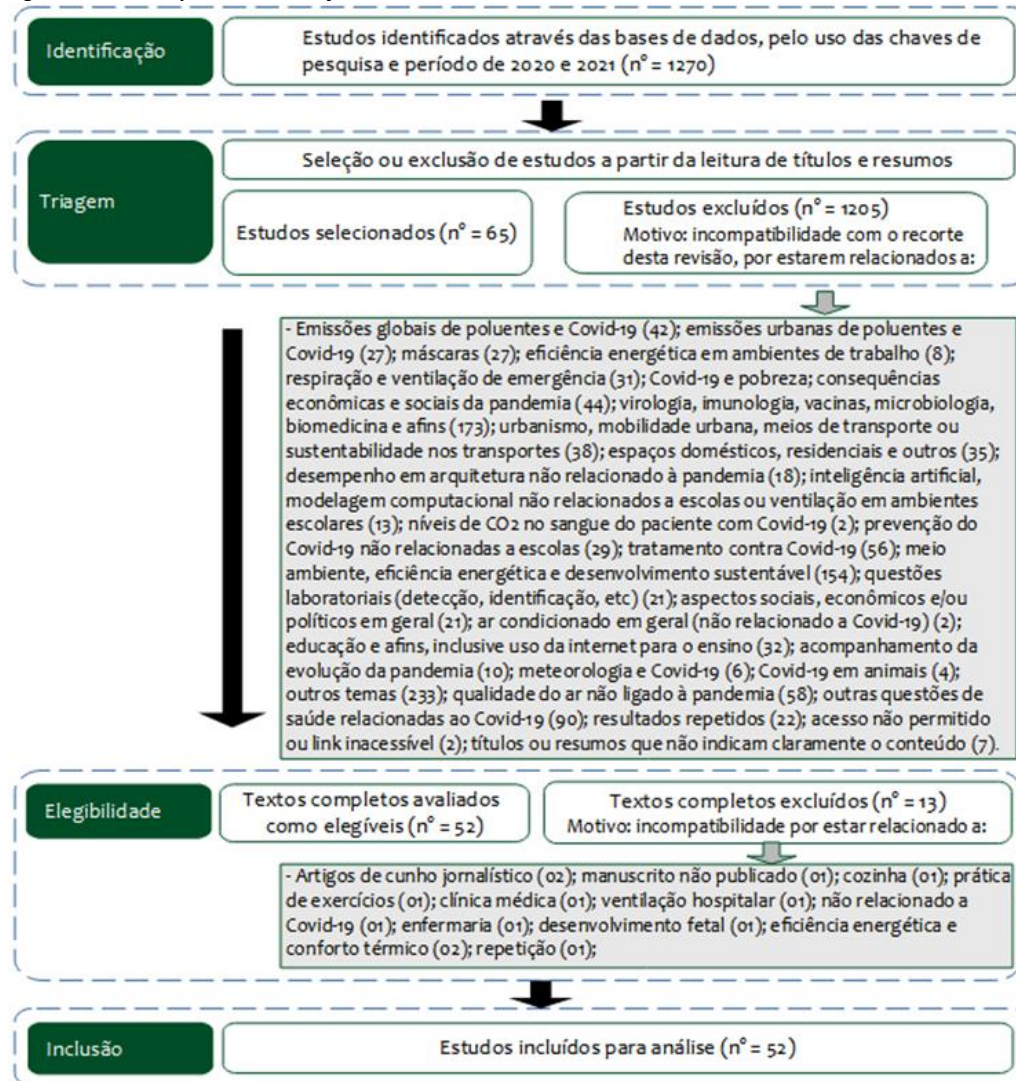 Identificação
Estudos identificados através das bases de dados, pelo uso das chaves de
pesquisa e período de 2020 e 2021 (n° = 1270)
Triagem
Seleção ou exclusão de estudos a partir da leitura de títulos e resumos
Estudos selecionados (n° = 65)
Estudos excluídos (n° = 1205)
Motivo: incompatibilidade com o recorte
desta revisão, por estarem relacionados a:
- Emissões globais de poluentes e Covid-19 (42); emissões urbanas de poluentes e
Covid-19 (27); máscaras (27); eficiência energética em ambientes de trabalho (8);
respiração e ventilação de emergência (31); Covid-19 e pobreza; consequências
econômicas e sociais da pandemia (44); virologia, imunologia, vacinas, microbiologia,
biomedicina e afins (173); urbanismo, mobilidade urbana, meios de transporte ou
sustentabilidade nos transportes (38); espaços domésticos, residenciais e outros (35);
desempenho em arquitetura não relacionado à pandemia (18); inteligência artificial,
modelagem computacional não relacionados a escolas ou ventilação em ambientes
escolares (13); níveis de CO2 no sangue do paciente com Covid-19 (2); prevenção do
Covid-19 não relacionadas a escolas (29); tratamento contra Covid-19 (56); meio
ambiente, eficiência energética e desenvolvimento sustentável (154); questões
laboratoriais (detecção, identificação, etc) (21); aspectos sociais, econômicos e/ou
políticos em geral (21); ar condicionado em geral (não relacionado a Covid-19) (2);
educação e afins, inclusive uso da internet para o ensino (32); acompanhamento da
evolução da pandemia (10); meteorologia e Covid-19 (6); Covid-19 em animais (4);
outros temas (233); qualidade do ar não ligado à pandemia (58); outras questões de
saúde relacionadas ao Covid-19 (90); resultados repetidos (22); acesso não permitido
ou link inacessível (2); títulos ou resumos que não indicam claramente o conteúdo (7).
Elegibilidade
Textos completos avaliados
como elegíveis (n° = 52)
Textos completos excluídos (n° = 13)
Motivo: incompatibilidade por estar relacionado a:
- Artigos de cunho jornalístico (02); manuscrito não publicado (01); cozinha (01); prática
de exercícios (01); clínica médica (01); ventilação hospitalar (01); não relacionado a
Covid-19 (01); enfermaria (01); desenvolvimento fetal (01); eficiência energética e
conforto térmico (02); repetição (01);
Inclusão
Estudos incluídos para análise (n° = 52)